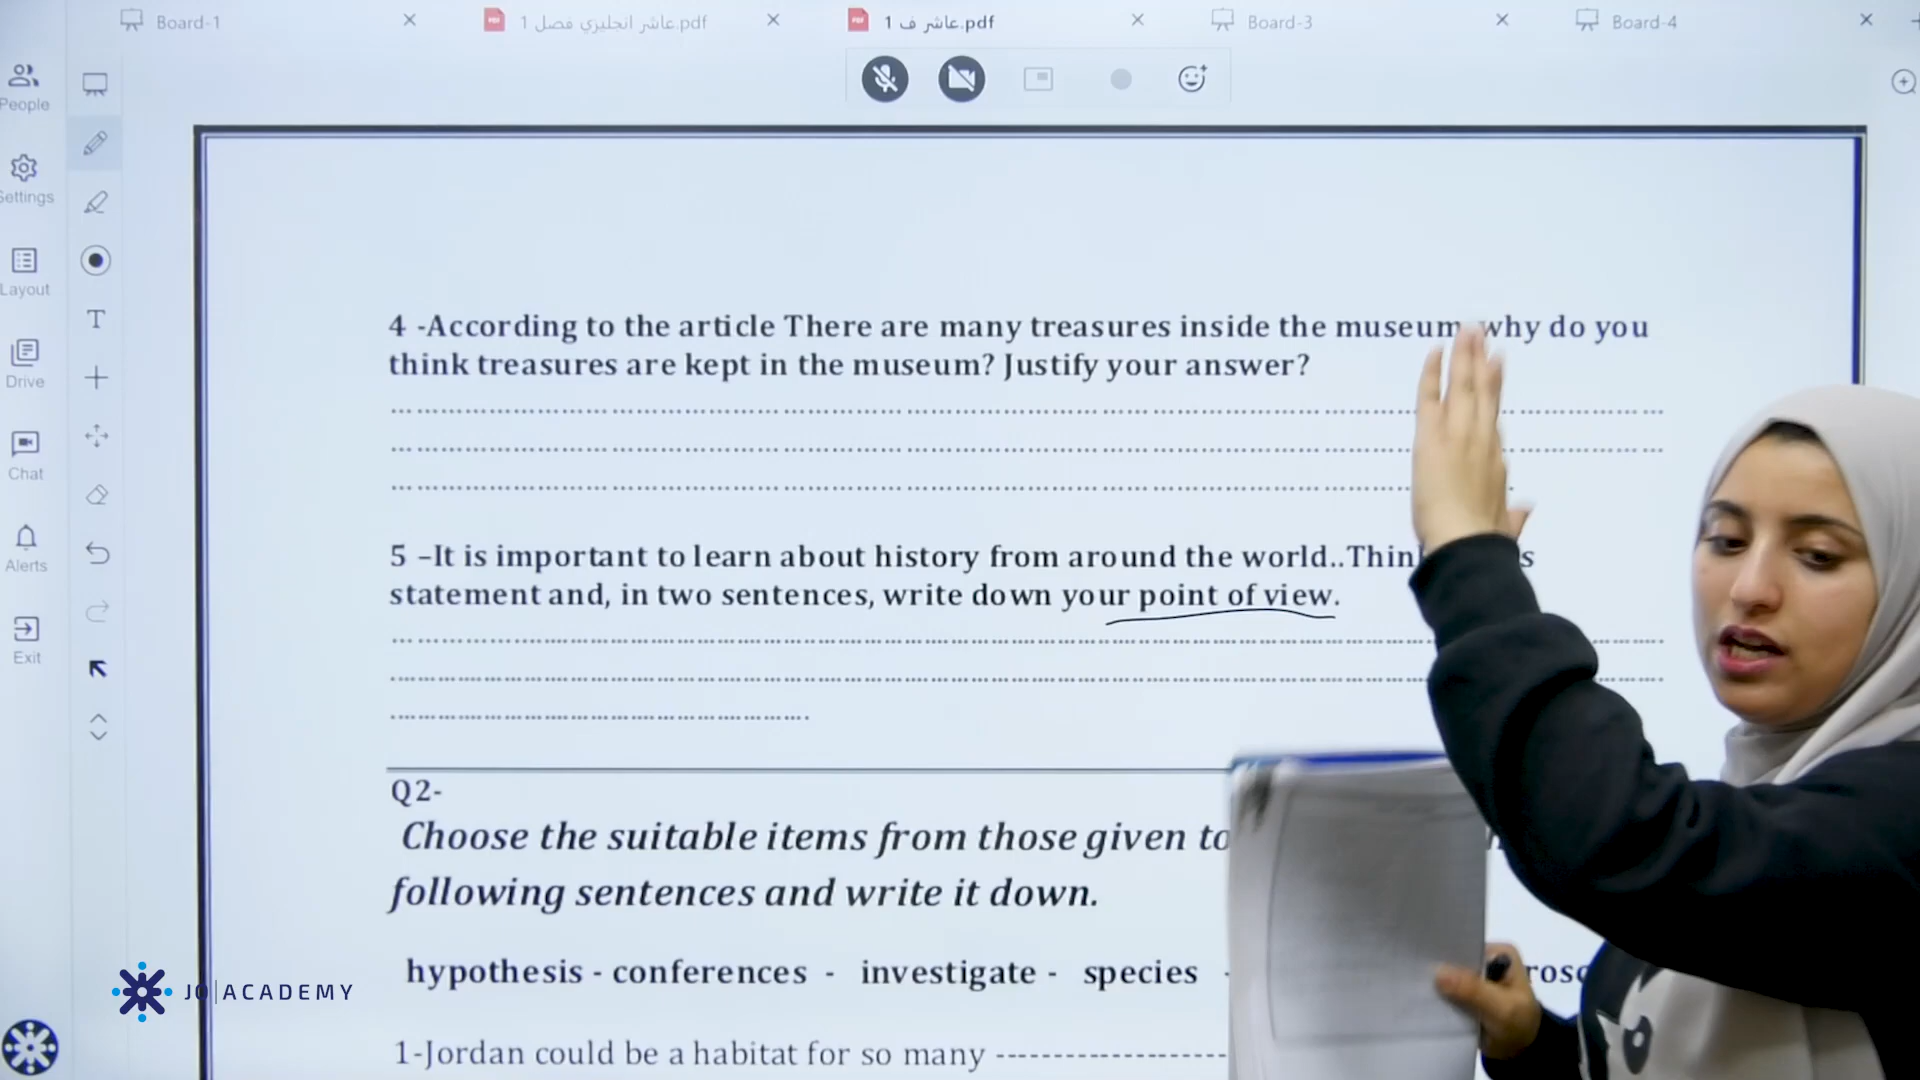 Board-1
عاشر انجليزي فصل 1.pdf
عاشر ف 1.pdf
Board-3
Board-4
People
Settings
Layout
Drive
Chat
Alerts
Exit
T
4 -According to the article There are many treasures inside the museum why do you
think treasures are kept in the museum? Justify your answer?
5 –It is important to learn about history from around the world..Think
statement and, in two sentences, write down your point of view.
Q2-
Choose the suitable items from those given to
following sentences and write it down.
hypothesis - conferences - investigate - species -
1-Jordan could be a habitat for so many --------------------
JO|ACADEMY